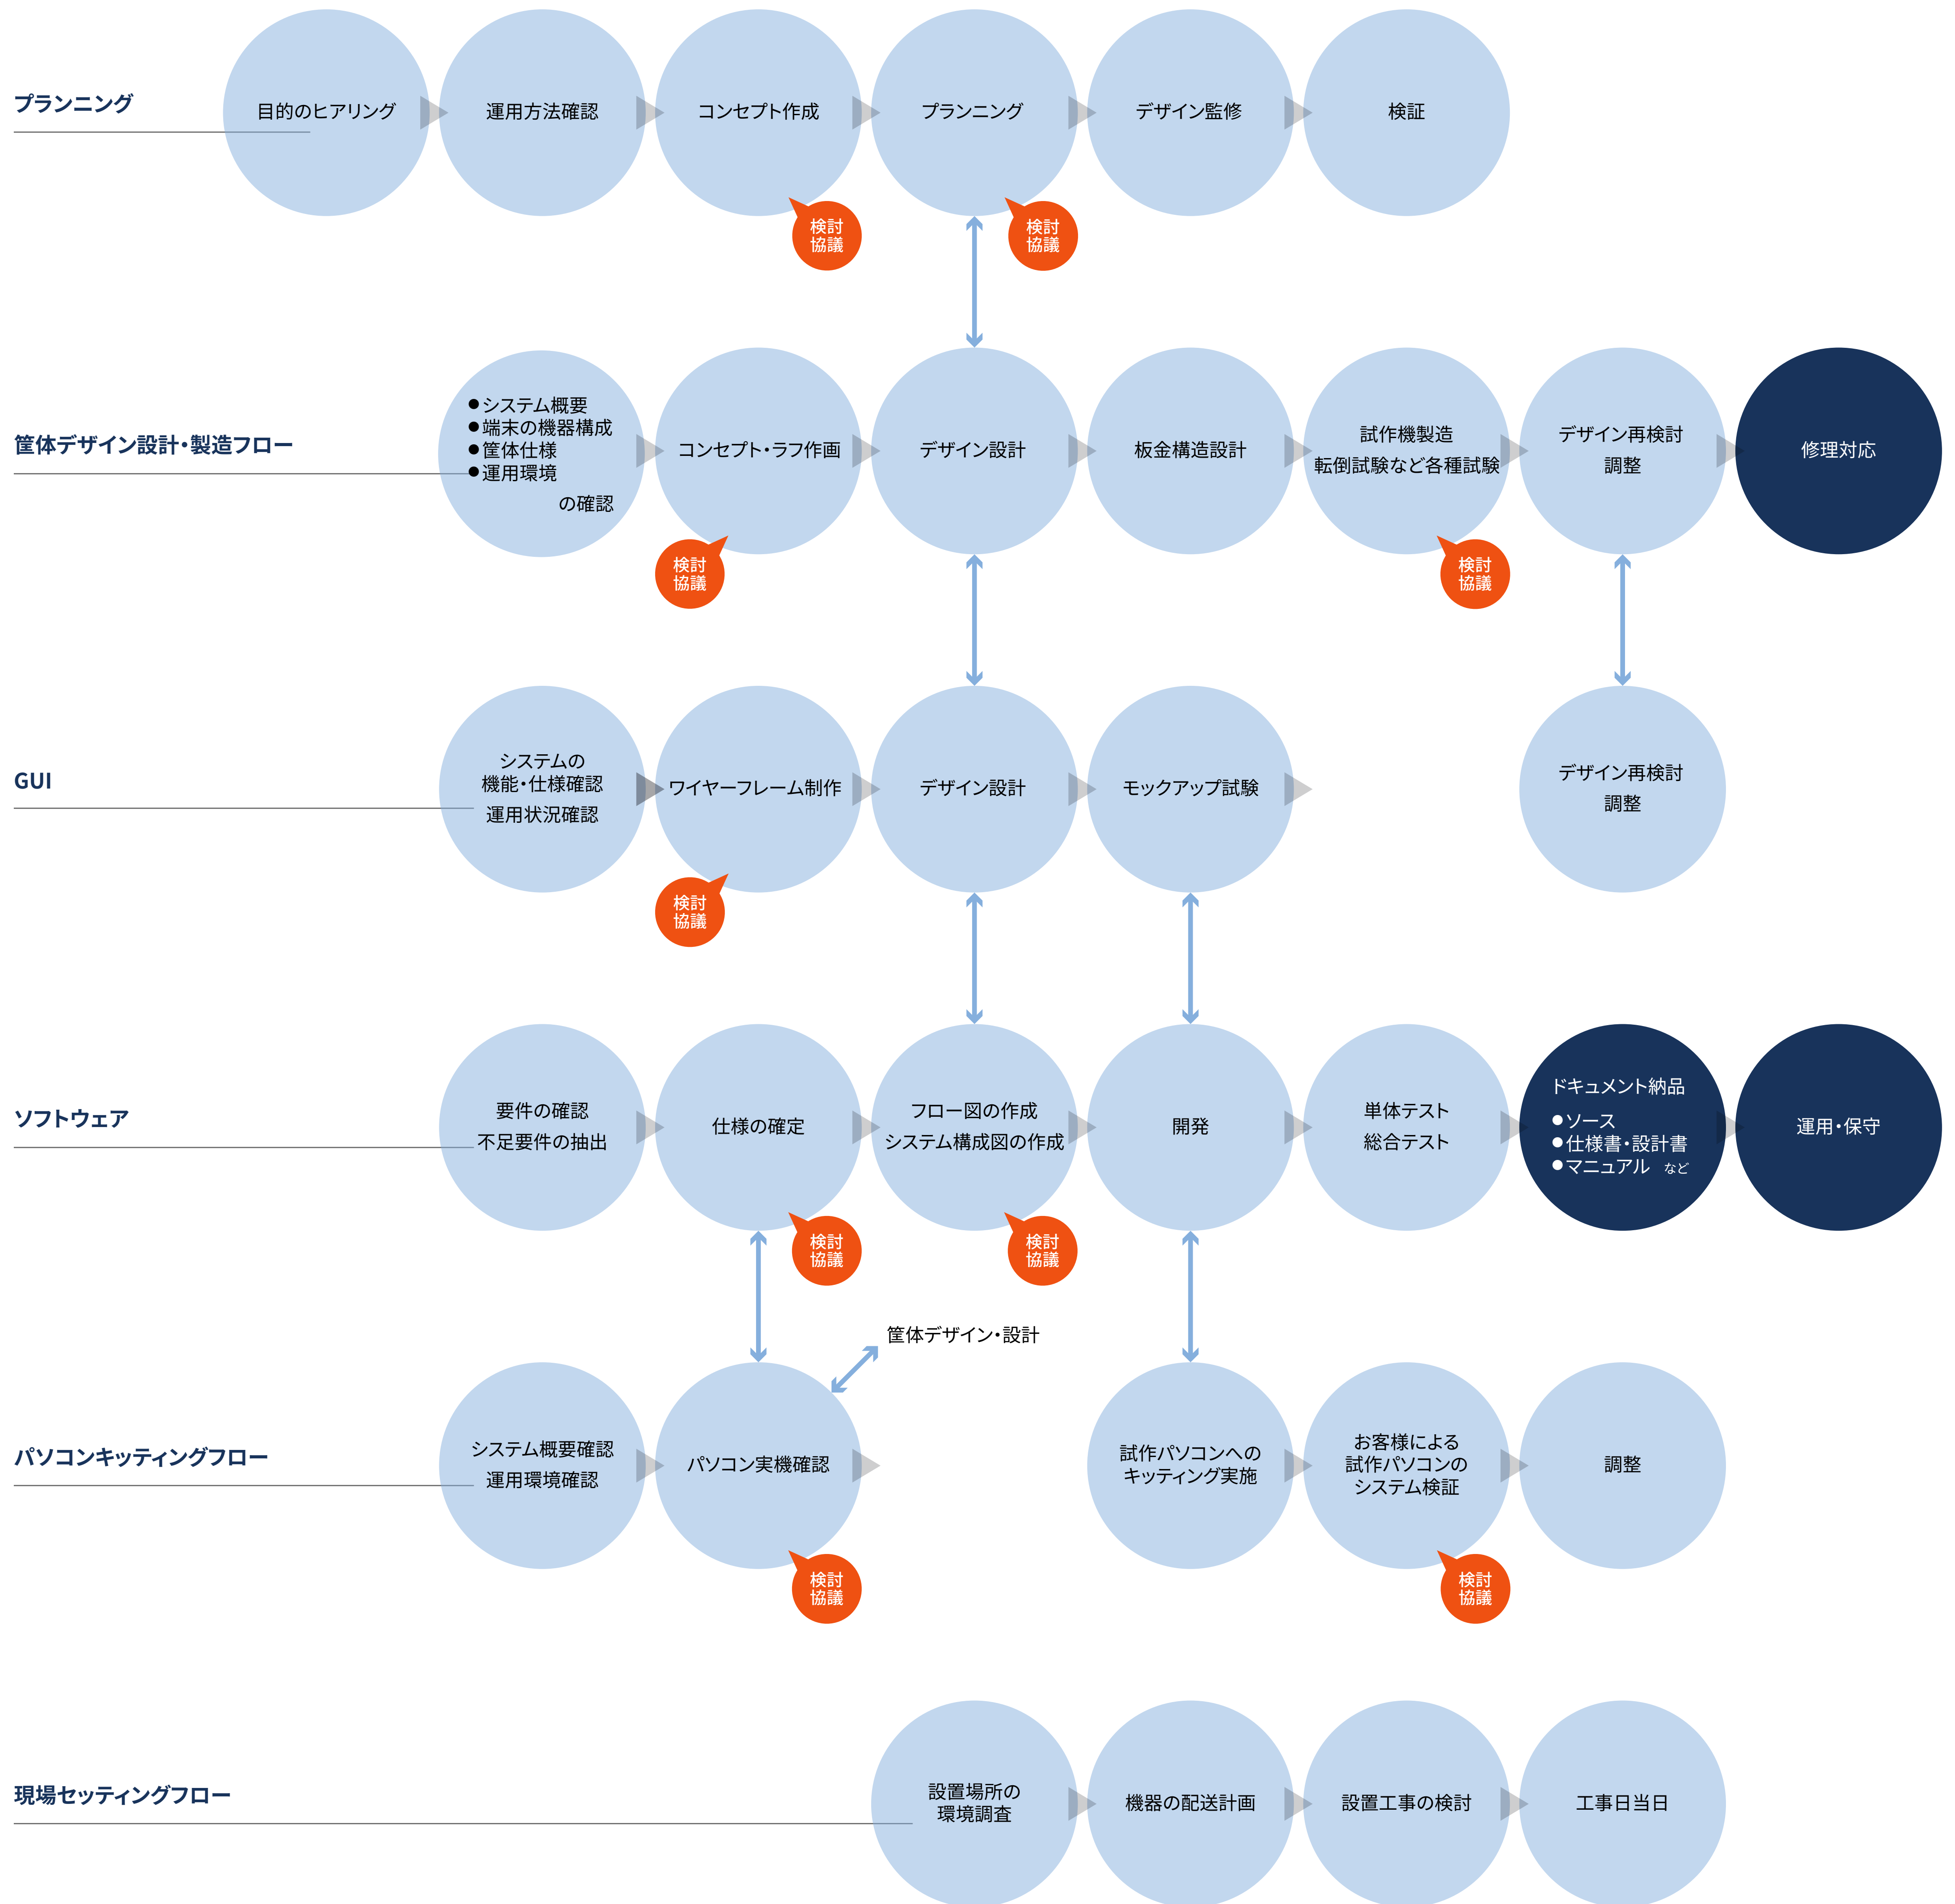 プランニング
目的のヒアリング
運用方法確認
コンセプト作成
プランニング
デザイン監修
検証
検討
協議
検討
協議
筐体デザイン設計・製造フロー
●システム概要
●端末の機器構成
●筐体仕様
●運用環境
の確認
コンセプト・ラフ作画
デザイン設計
板金構造設計
試作機製造
転倒試験など各種試験
デザイン再検討
調整
修理対応
検討
協議
検討
協議
GUI
システムの
機能・仕様確認
運用状況確認
ワイヤーフレーム制作
デザイン設計
モックアップ試験
デザイン再検討
調整
検討
協議
ソフトウェア
要件の確認
不足要件の抽出
仕様の確定
フロー図の作成
システム構成図の作成
開発
単体テスト
総合テスト
ドキュメント納品
●ソース
●仕様書・設計書
●マニュアル など
運用・保守
検討
協議
検討
協議
筐体デザイン・設計
パソコンキッティングフロー
システム概要確認
運用環境確認
パソコン実機確認
試作パソコンへの
キッティング実施
お客様による
試作パソコンの
システム検証
調整
検討
協議
検討
協議
現場セッティングフロー
設置場所の
環境調査
機器の配送計画
設置工事の検討
工事日当日